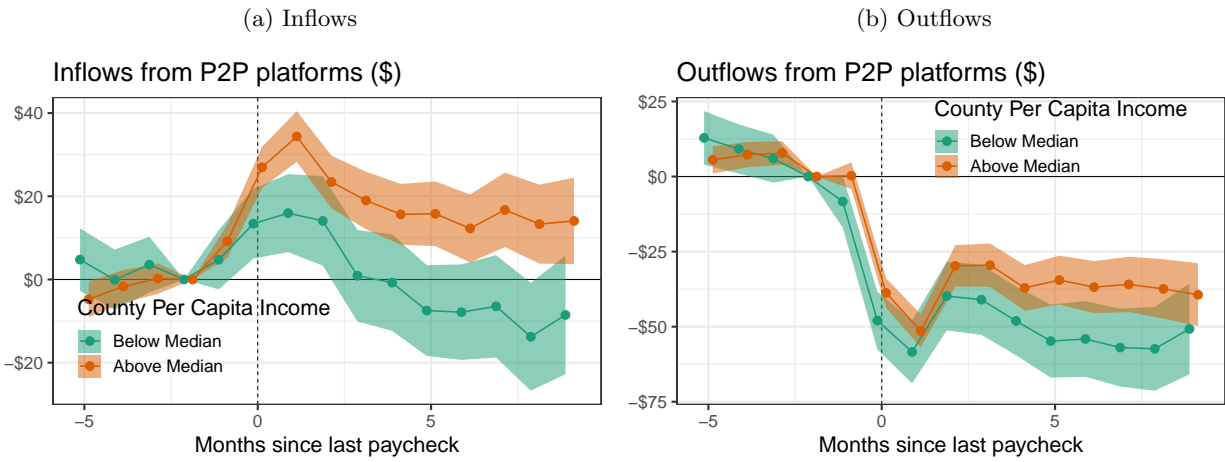 (a) Inflows
Inflows from P2P platforms ($)
$40
$20
$0
−$20
County Per Capita Income
Below Median
Above Median
−5
0
5
Months since last paycheck
(b) Outflows
Outflows from P2P platforms ($)
$25
$0
−$25
−$50
−$75
County Per Capita Income
Below Median
Above Median
−5
0
5
Months since last paycheck